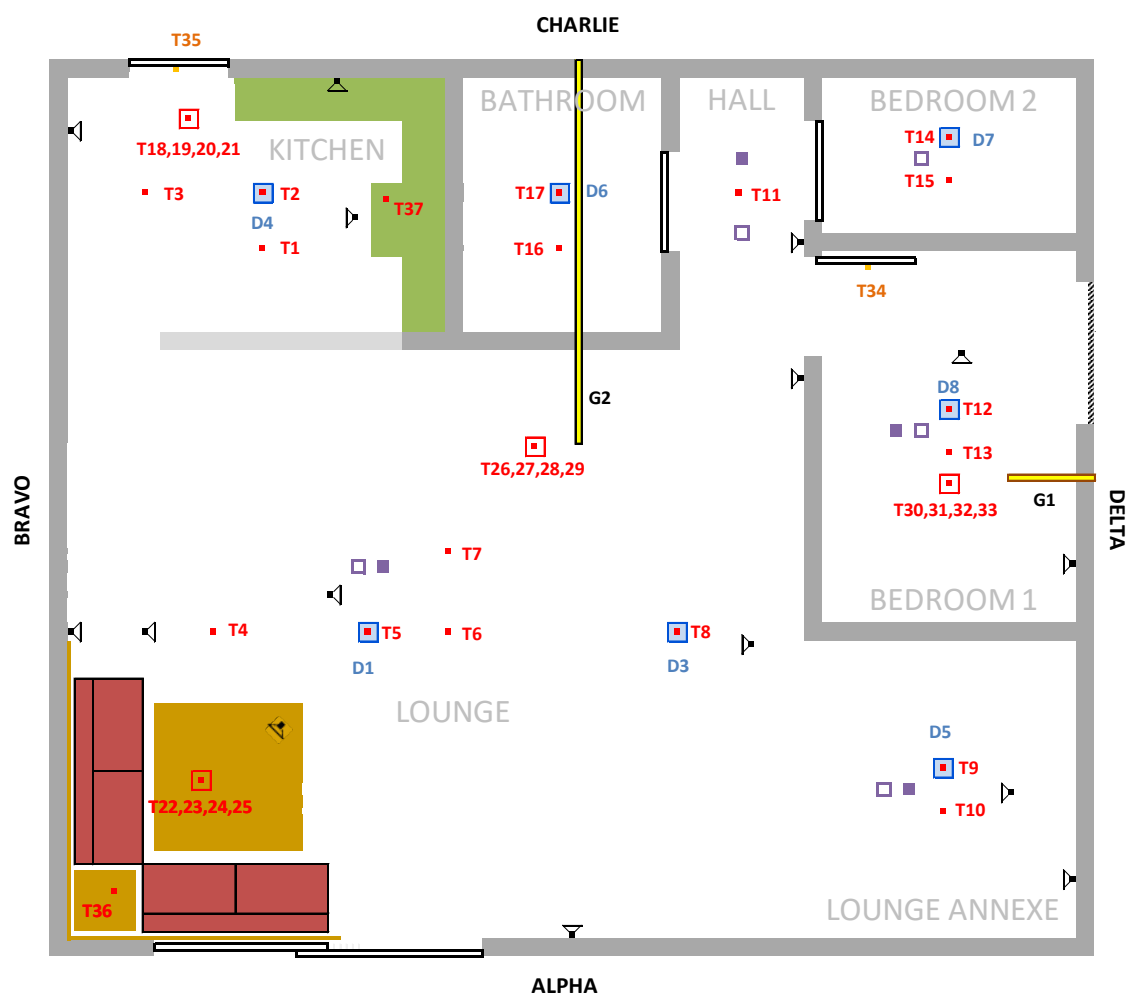 CHARLIE
T35
BATHROOM
HALL
BEDROOM 2
T14
D7
T18,19,20,21
KITCHEN
T15
T3
T2
T37
T17
D6
T11
D4
T1
T16
T34
D8
G2
T12
T13
T26,27,28,29
BRAVO
T30,31,32,33
G1
DELTA
T7
BEDROOM 1
T4
T5
T6
T8
D1
D3
LOUNGE
D5
T9
T22,23,24,25
T10
T36
LOUNGE ANNEXE
ALPHA